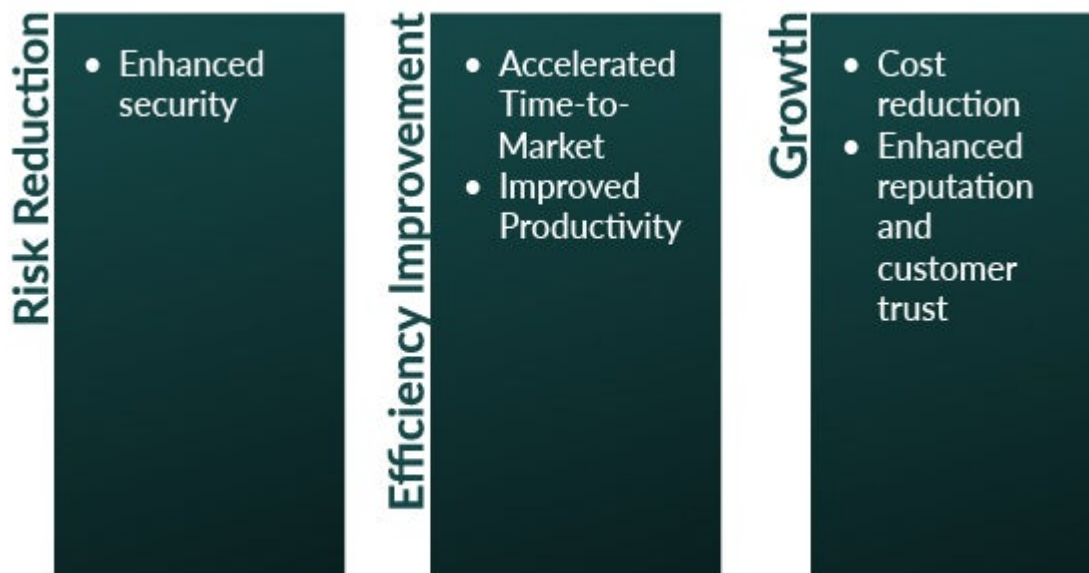 Risk Reduction
• Enhanced
security
Efficiency Improvement
• Accelerated
Time-to-
Market
• Improved
Productivity
Growth
• Cost
reduction
• Enhanced
reputation
and
customer
trust